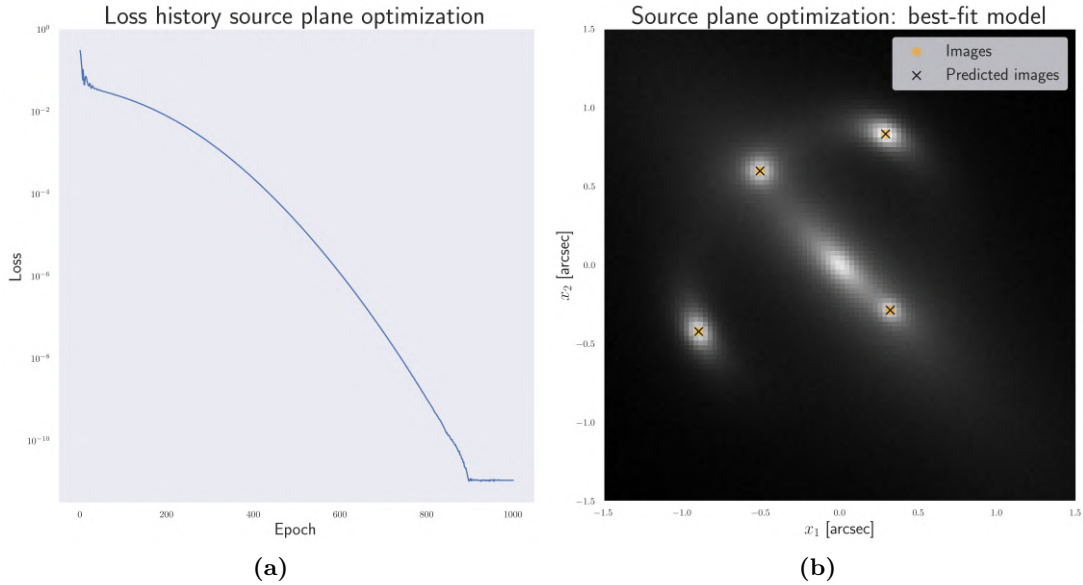 Loss history source plane optimization
10^0
10^{-2}
10^{-4}
10^{-6}
10^{-8}
10^{-10}
Loss
0 200 400 600 800 1000
Epoch
(a)
Source plane optimization: best-fit model
Images
Predicted images
1.5
1.0
0.5
0.0
−0.5
−1.0
−1.5
x_2 [arcsec]
−1.5 −1.0 −0.5 0.0 0.5 1.0 1.5
x_1 [arcsec]
(b)